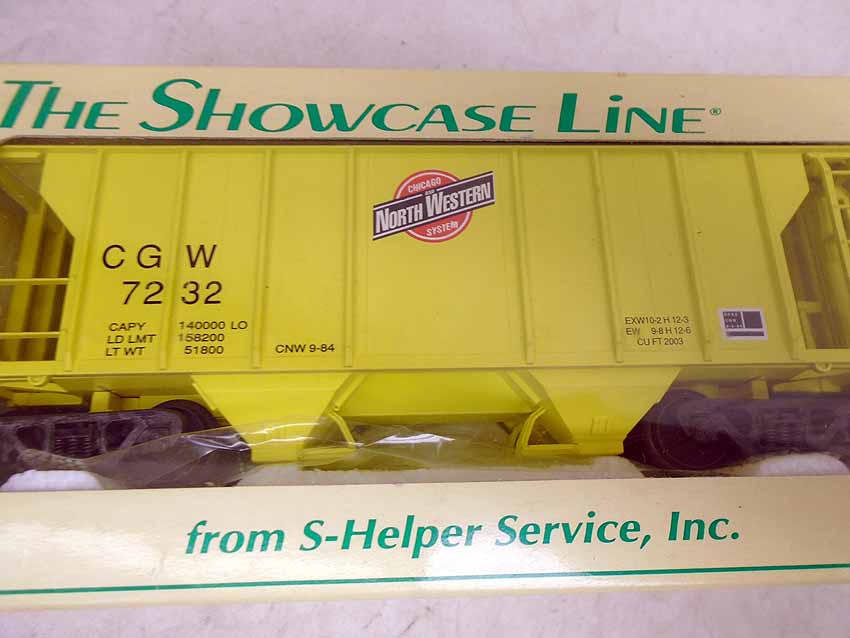 THE SHOWCASE LINE®
CHICAGO
AND
NORTH WESTERN
SYSTEM
CGW
7232
CAPY 140000 LO
LD LMT 158200
LT WT 51800
CNW 9-84
EXW10-2 H 12-3
EW 9-8 H 12-6
CU FT 2003
from S-Helper Service, Inc.